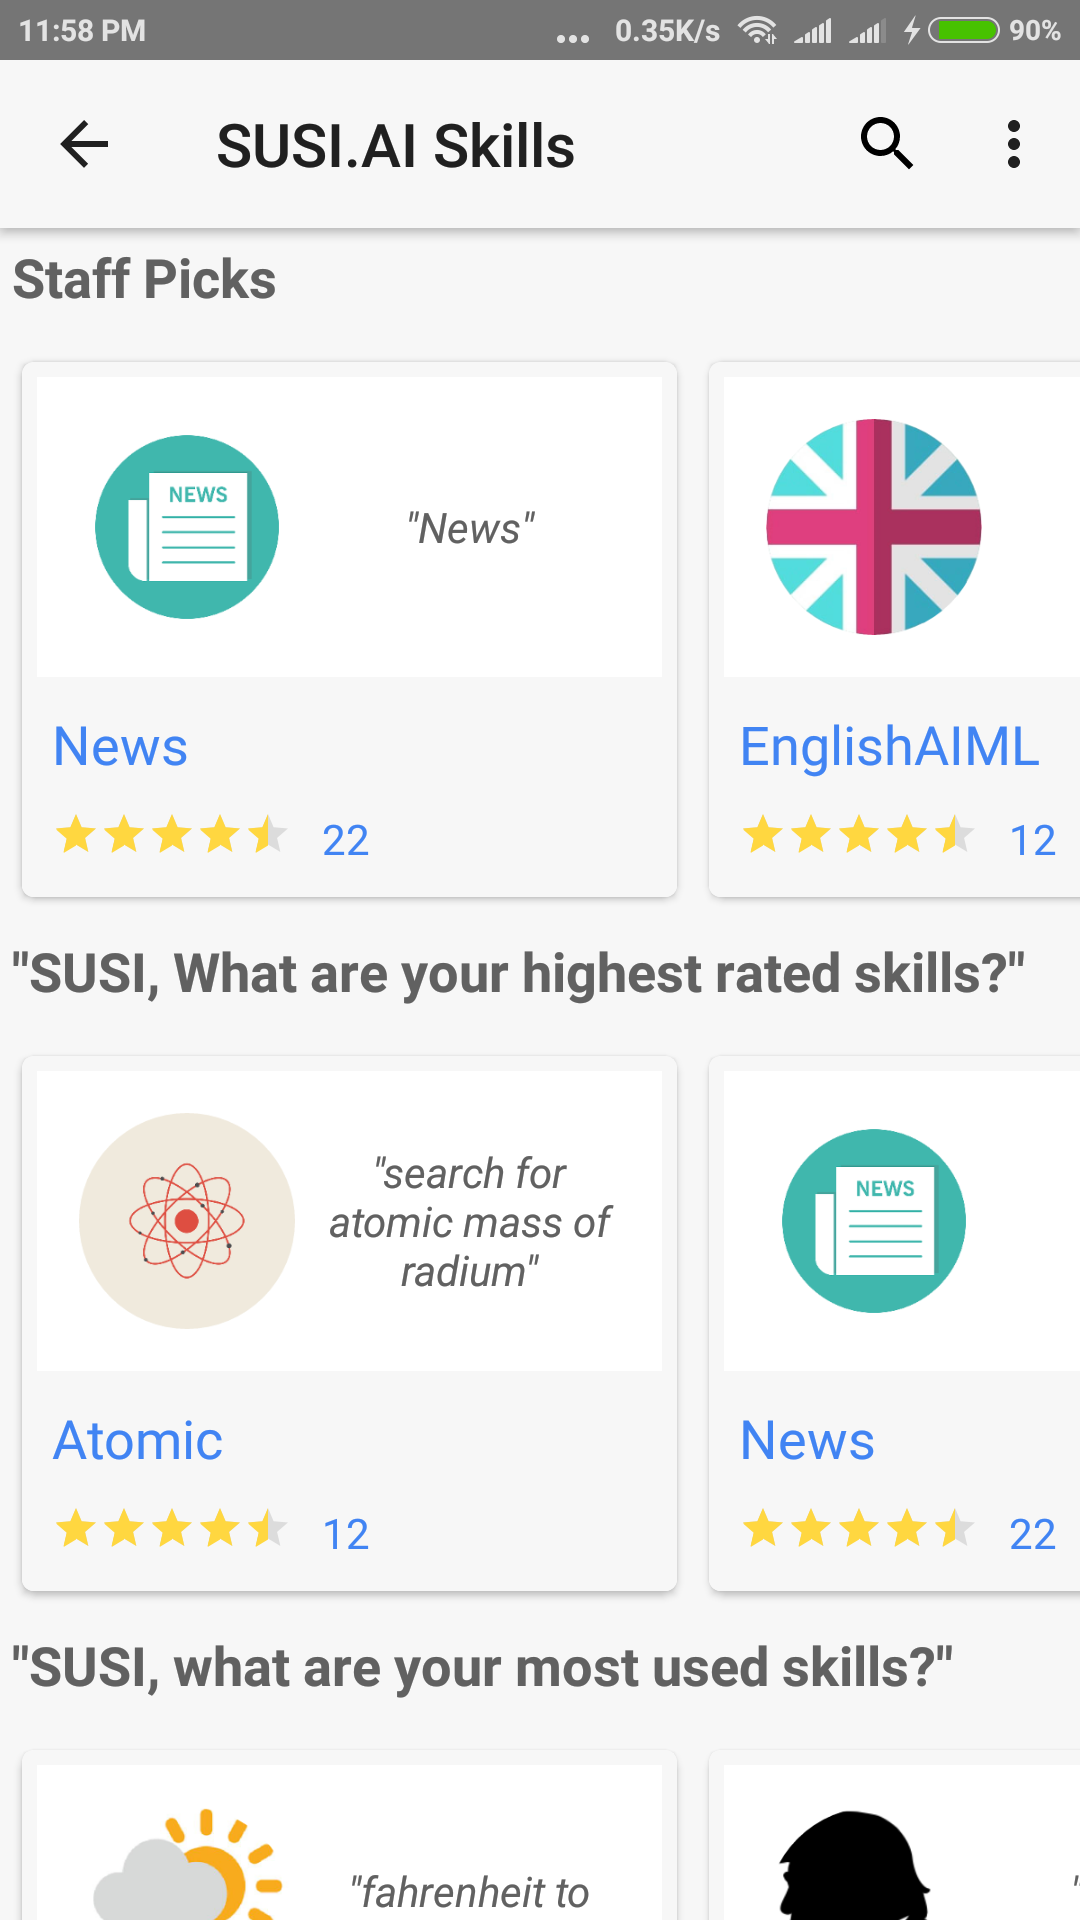 11:58 PM ... 0.35K/s 90%
SUSI.AI Skills
Staff Picks
NEWS
"News"
News
22
EnglishAIML
12
"SUSI, What are your highest rated skills?"
"search for
atomic mass of
radium"
NEWS
Atomic
12
News
22
"SUSI, what are your most used skills?"
"fahrenheit to
"